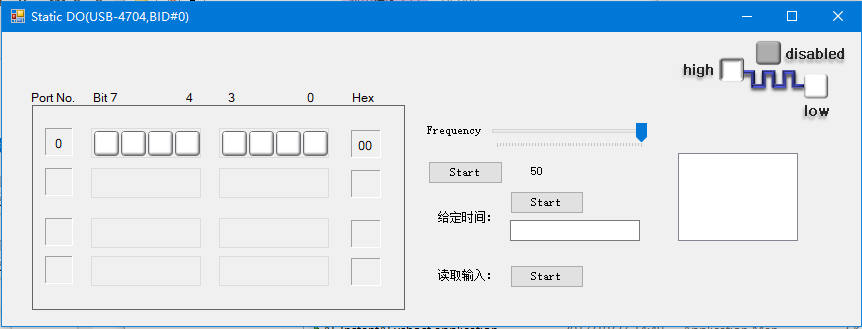 Static DO(USB-4704,BID#0)
disabled
high
low
Port No. Bit 7 4 3 0 Hex
0 00
Frequency
Start 50
Start
给定时间：
读取输入： Start